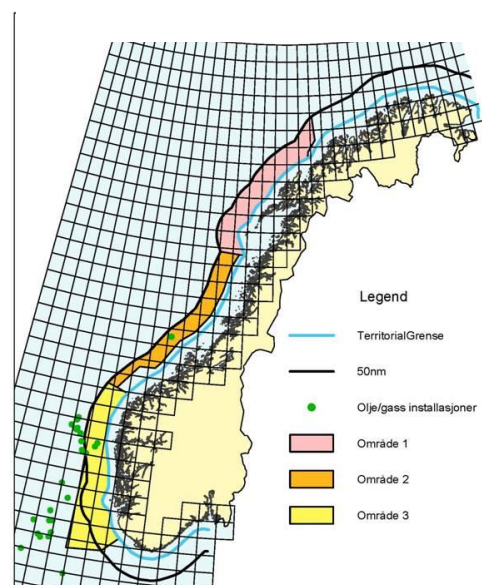 Legend
TerritorialGrense
50nm
Olje/gass installasjoner
Område 1
Område 2
Område 3